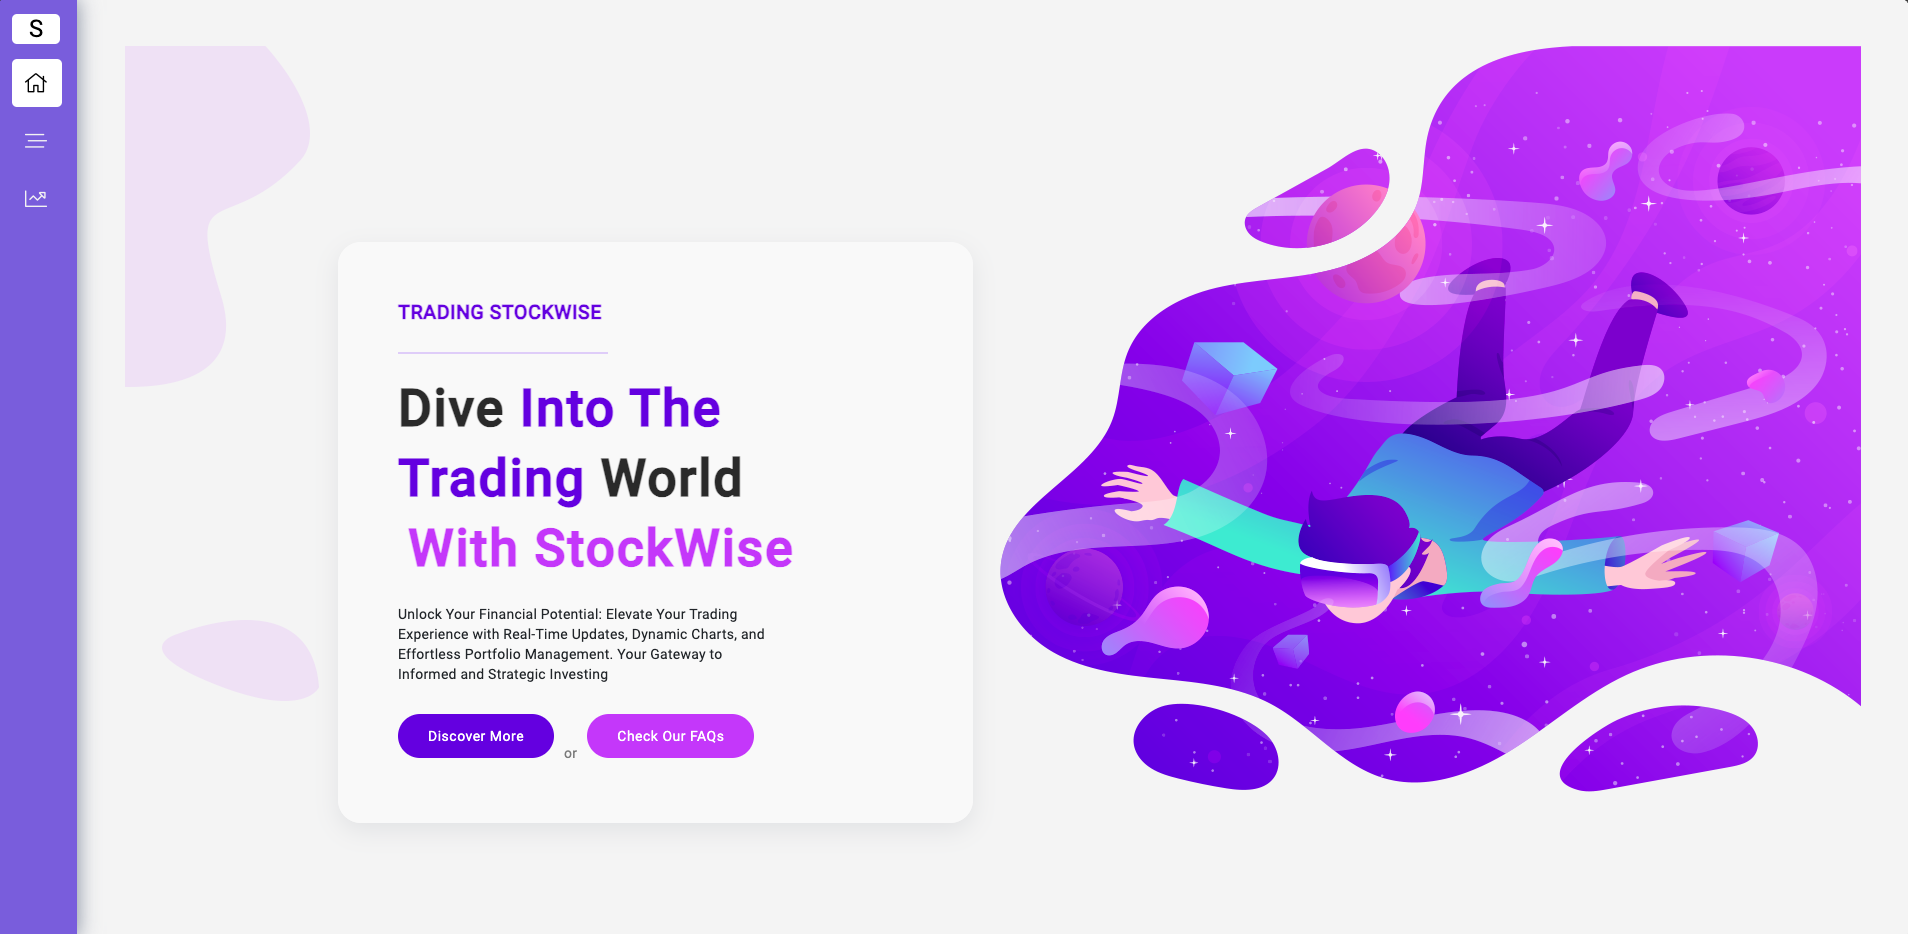 S
TRADING STOCKWISE
Dive Into The
Trading World
With StockWise
Unlock Your Financial Potential: Elevate Your Trading
Experience with Real-Time Updates, Dynamic Charts, and
Effortless Portfolio Management. Your Gateway to
Informed and Strategic Investing
Discover More or Check Our FAQs